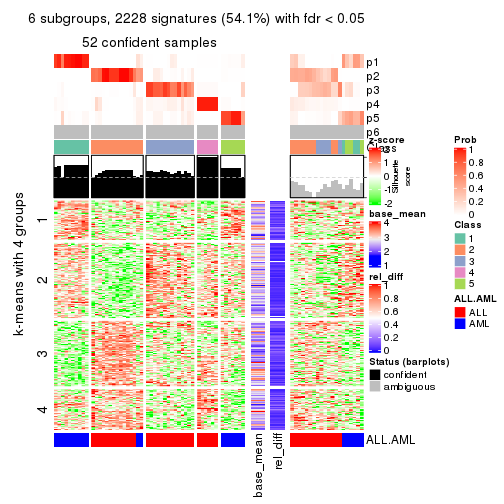 6 subgroups, 2228 signatures (54.1%) with fdr < 0.05
52 confident samples
p1
p2
p3
p4
p5
p6
Class
1
2
3
4
k-means with 4 groups
Silhouette
score
base_mean
rel_diff
ALL.AML
z-score
2
1
0
-1
-2
base_mean
4
3
2
1
rel_diff
1
0.8
0.6
0.4
0.2
0
Status (barplots)
confident
ambiguous
Prob
1
0.8
0.6
0.4
0.2
0
Class
1
2
3
4
5
ALL.AML
ALL
AML